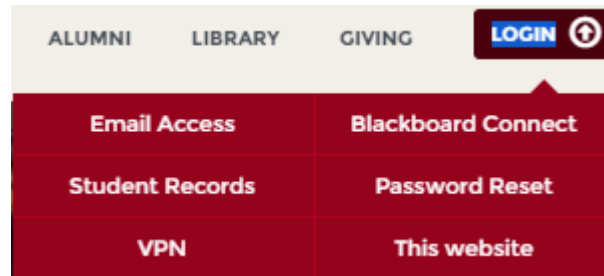 ALUMNI LIBRARY GIVING LOGIN
Email Access Blackboard Connect
Student Records Password Reset
VPN This website